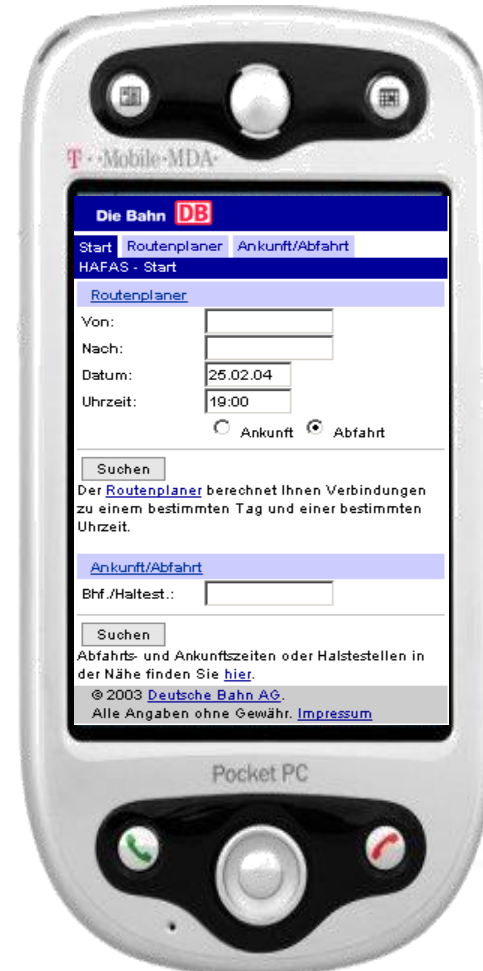 T · ·Mobile·MDA·
Die Bahn DB
Start Routenplaner Ankunft/Abfahrt
HAFAS - Start
Routenplaner
Von:
Nach:
Datum: 25.02.04
Uhrzeit: 19:00
Ankunft Abfahrt
Suchen
Der Routenplaner berechnet Ihnen Verbindungen
zu einem bestimmten Tag und einer bestimmten
Uhrzeit.
Ankunft/Abfahrt
Bhf./Haltest.:
Suchen
Abfahrts- und Ankunftszeiten oder Halstestellen in
der Nähe finden Sie hier.
© 2003 Deutsche Bahn AG.
Alle Angaben ohne Gewähr. Impressum
Pocket PC